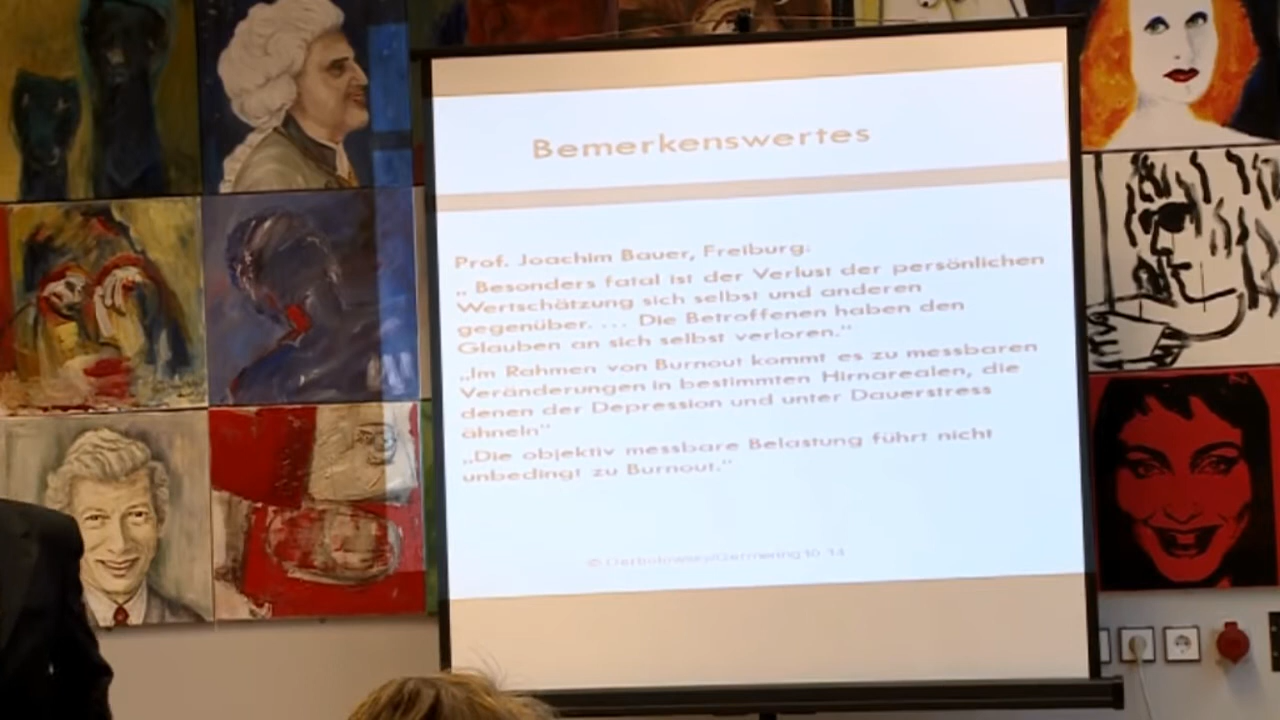 Bemerkenswertes
Prof. Joachim Bauer, Freiburg:
„ Besonders fatal ist der Verlust der persönlichen
Wertschätzung sich selbst und anderen
gegenüber. ... Die Betroffenen haben den
Glauben an sich selbst verloren.“
„Im Rahmen von Burnout kommt es zu messbaren
Veränderungen in bestimmten Hirnarealen, die
denen der Depression und unter Dauerstress
ähneln“
„Die objektiv messbare Belastung führt nicht
unbedingt zu Burnout.“
©